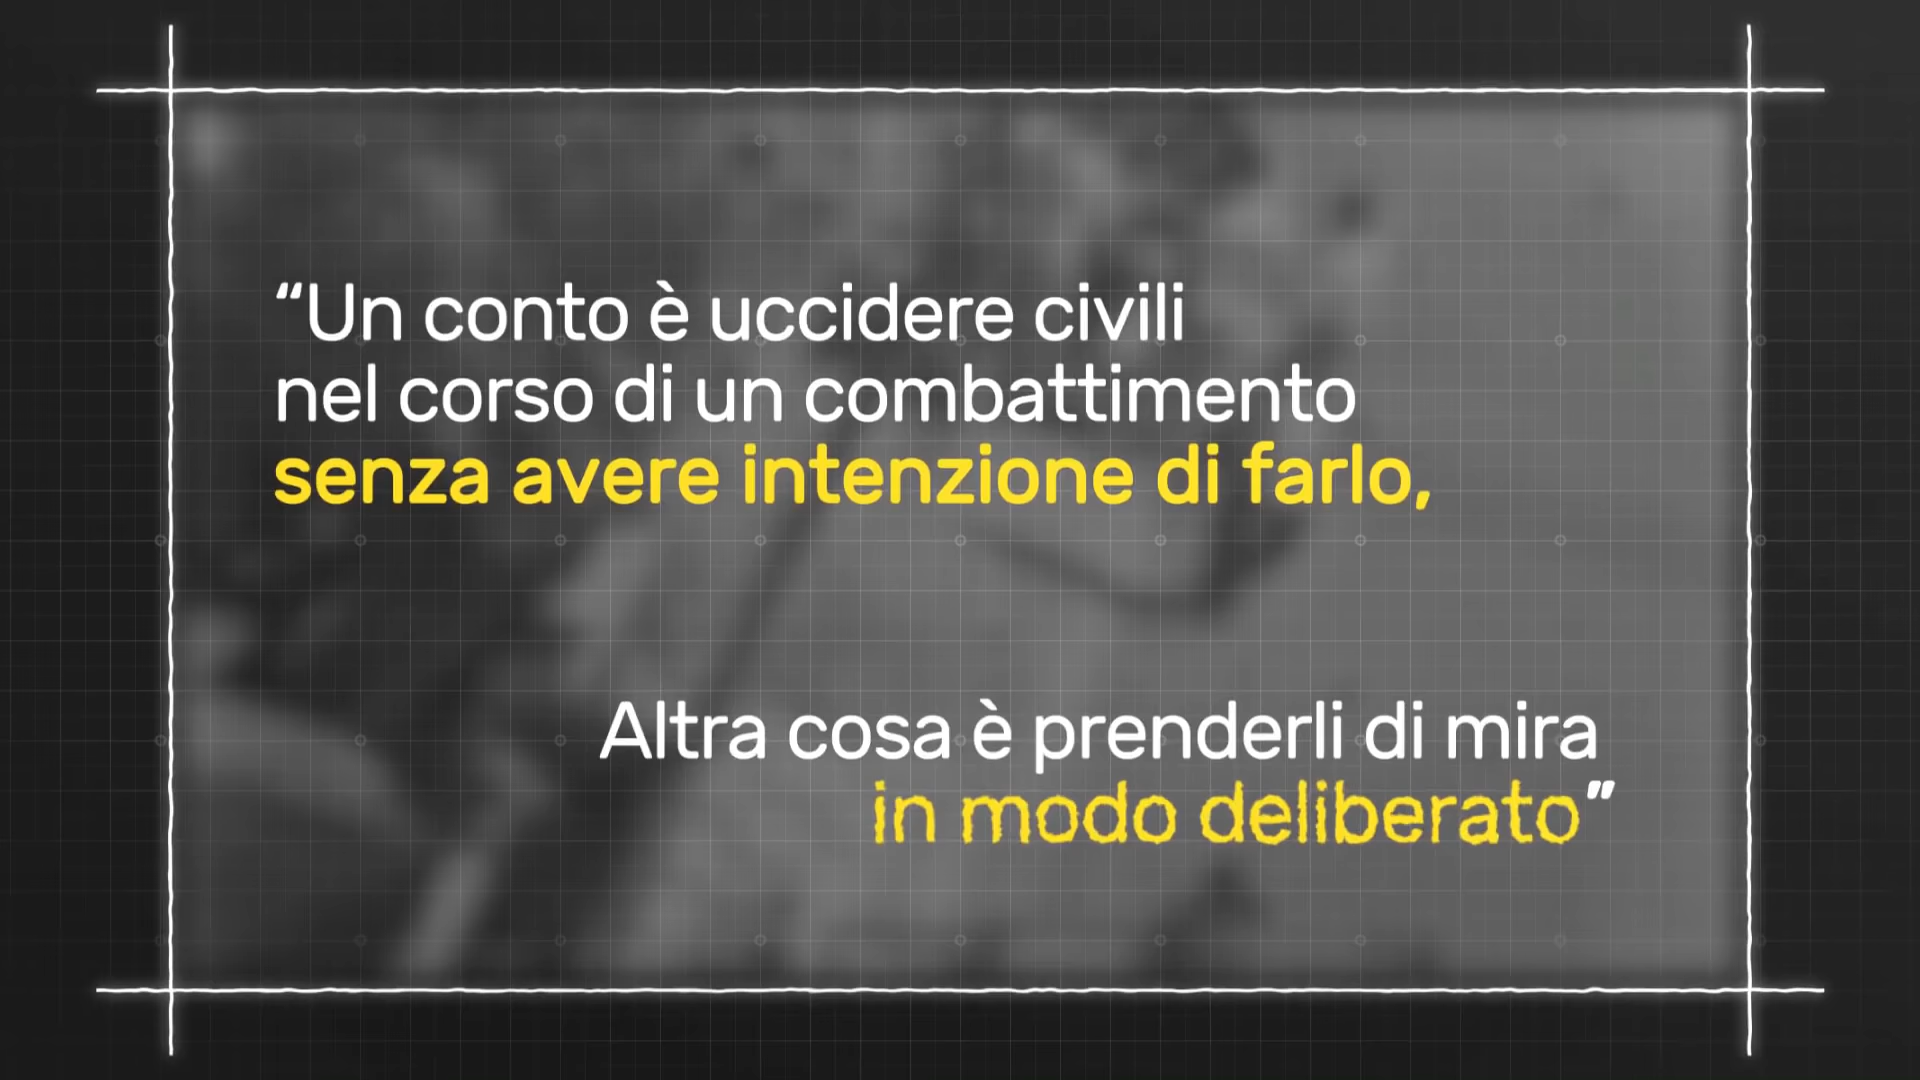 “Un conto è uccidere civili
nel corso di un combattimento
senza avere intenzione di farlo,
Altra cosa è prenderli di mira
in modo deliberato”